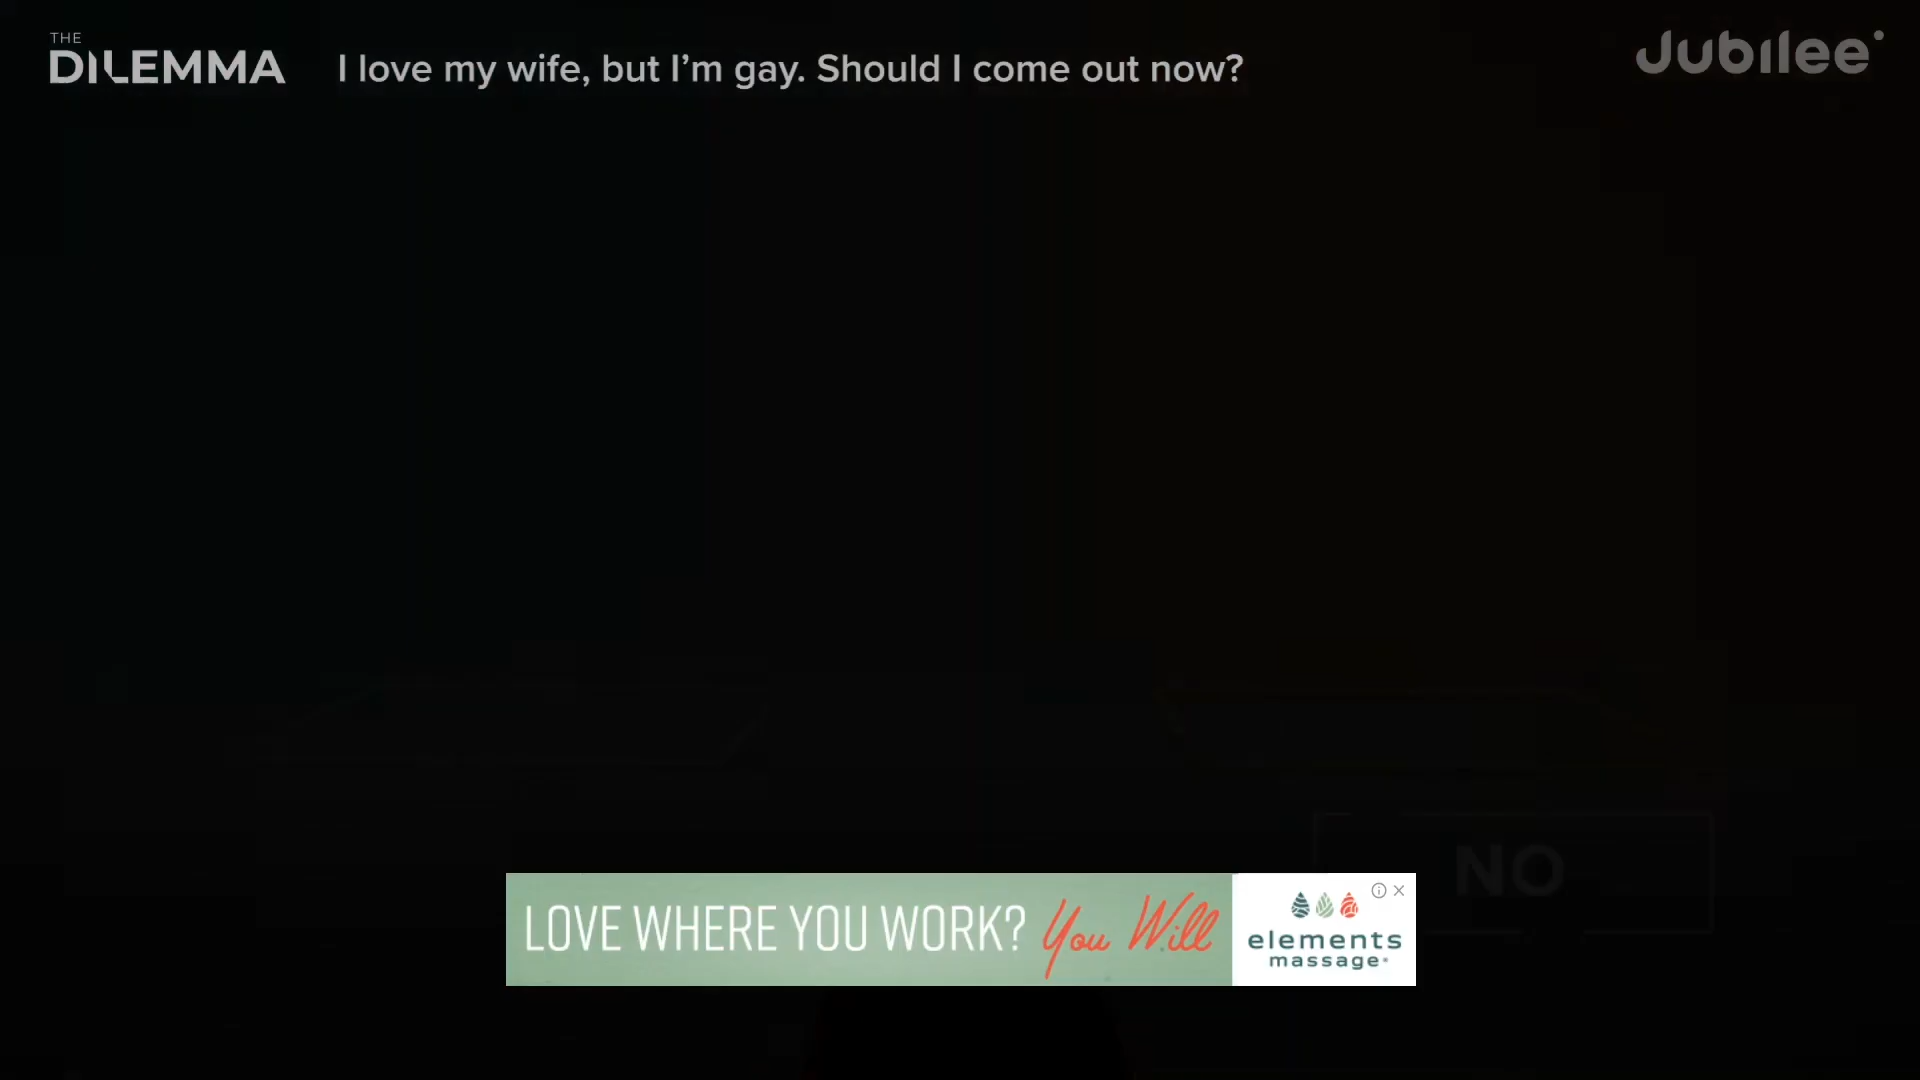 THE
DILEMMA
I love my wife, but I’m gay. Should I come out now?
Jubilee
NO
LOVE WHERE YOU WORK? You Will
elements
massage